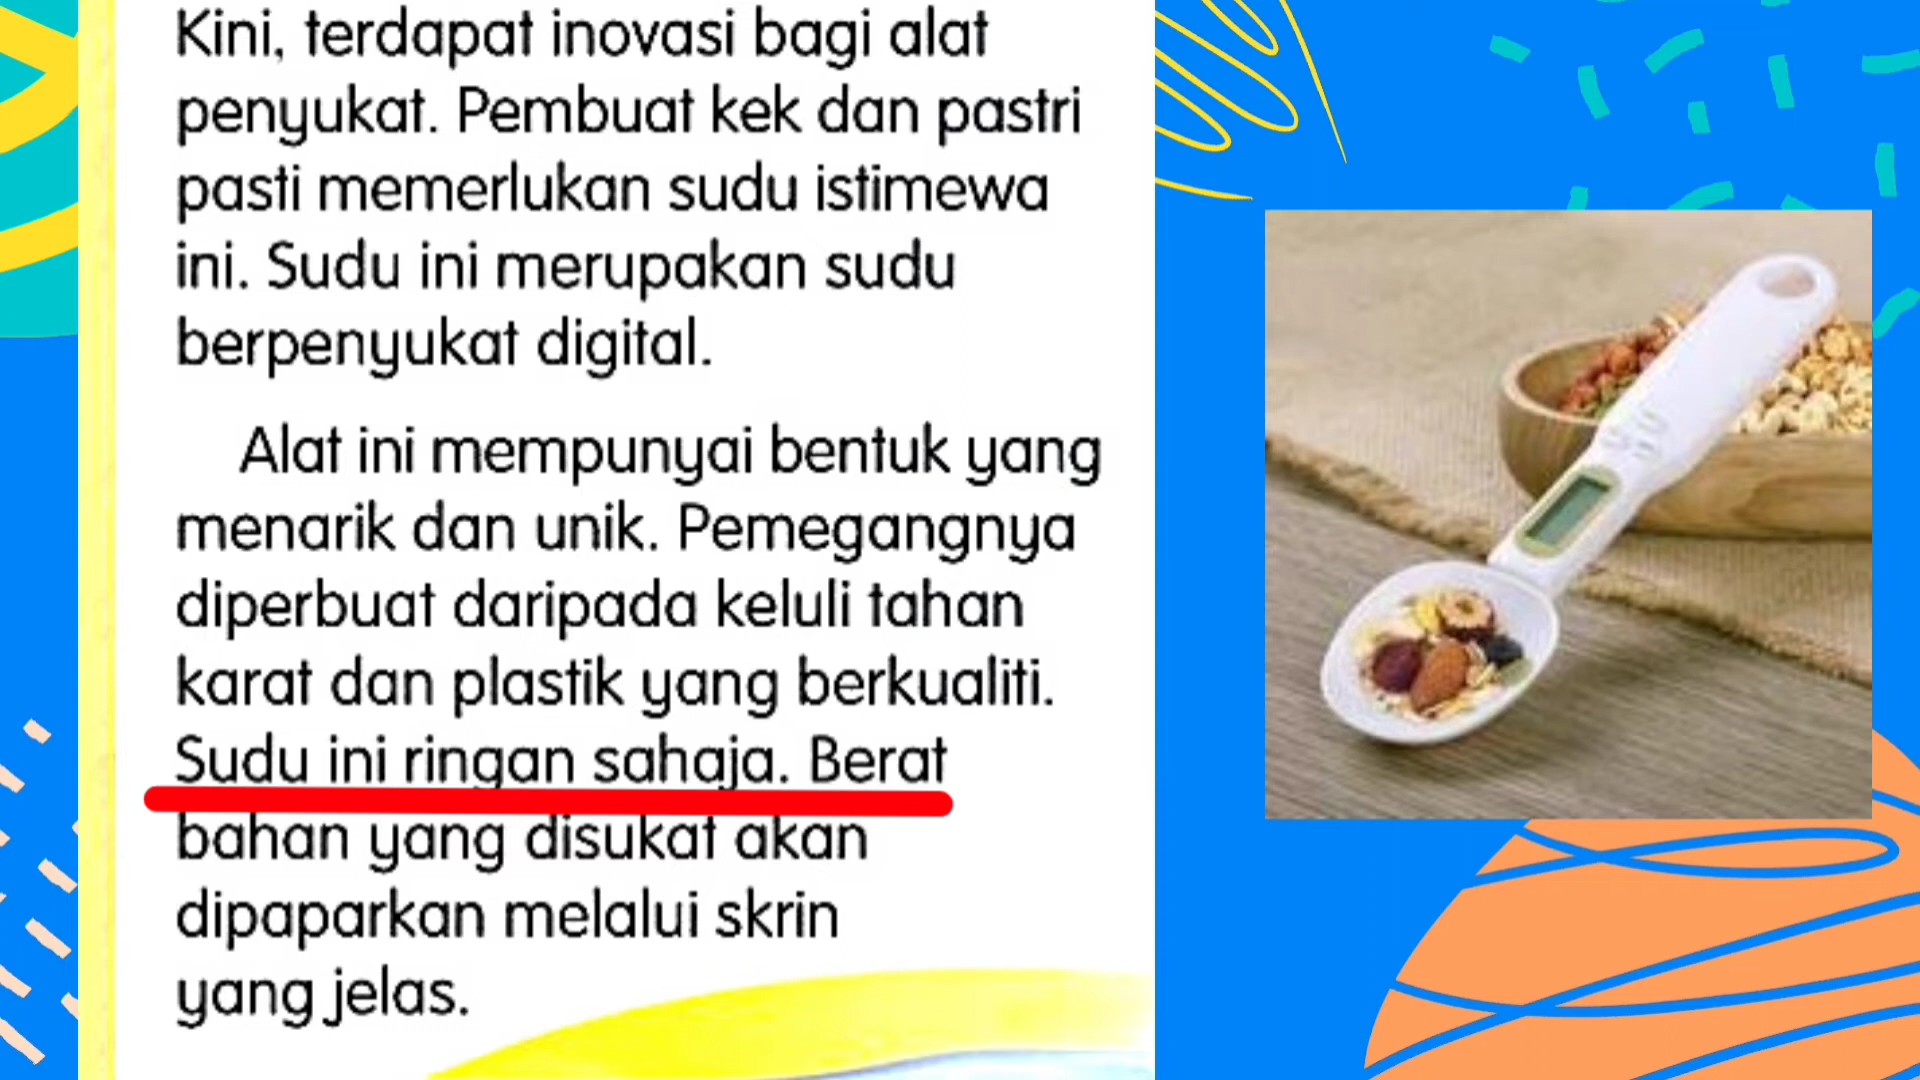 Kini, terdapat inovasi bagi alat
penyukat. Pembuat kek dan pastri
pasti memerlukan sudu istimewa
ini. Sudu ini merupakan sudu
berpenyukat digital.
Alat ini mempunyai bentuk yang
menarik dan unik. Pemegangnya
diperbuat daripada keluli tahan
karat dan plastik yang berkualiti.
Sudu ini ringan sahaja. Berat
bahan yang disukat akan
dipaparkan melalui skrin
yang jelas.